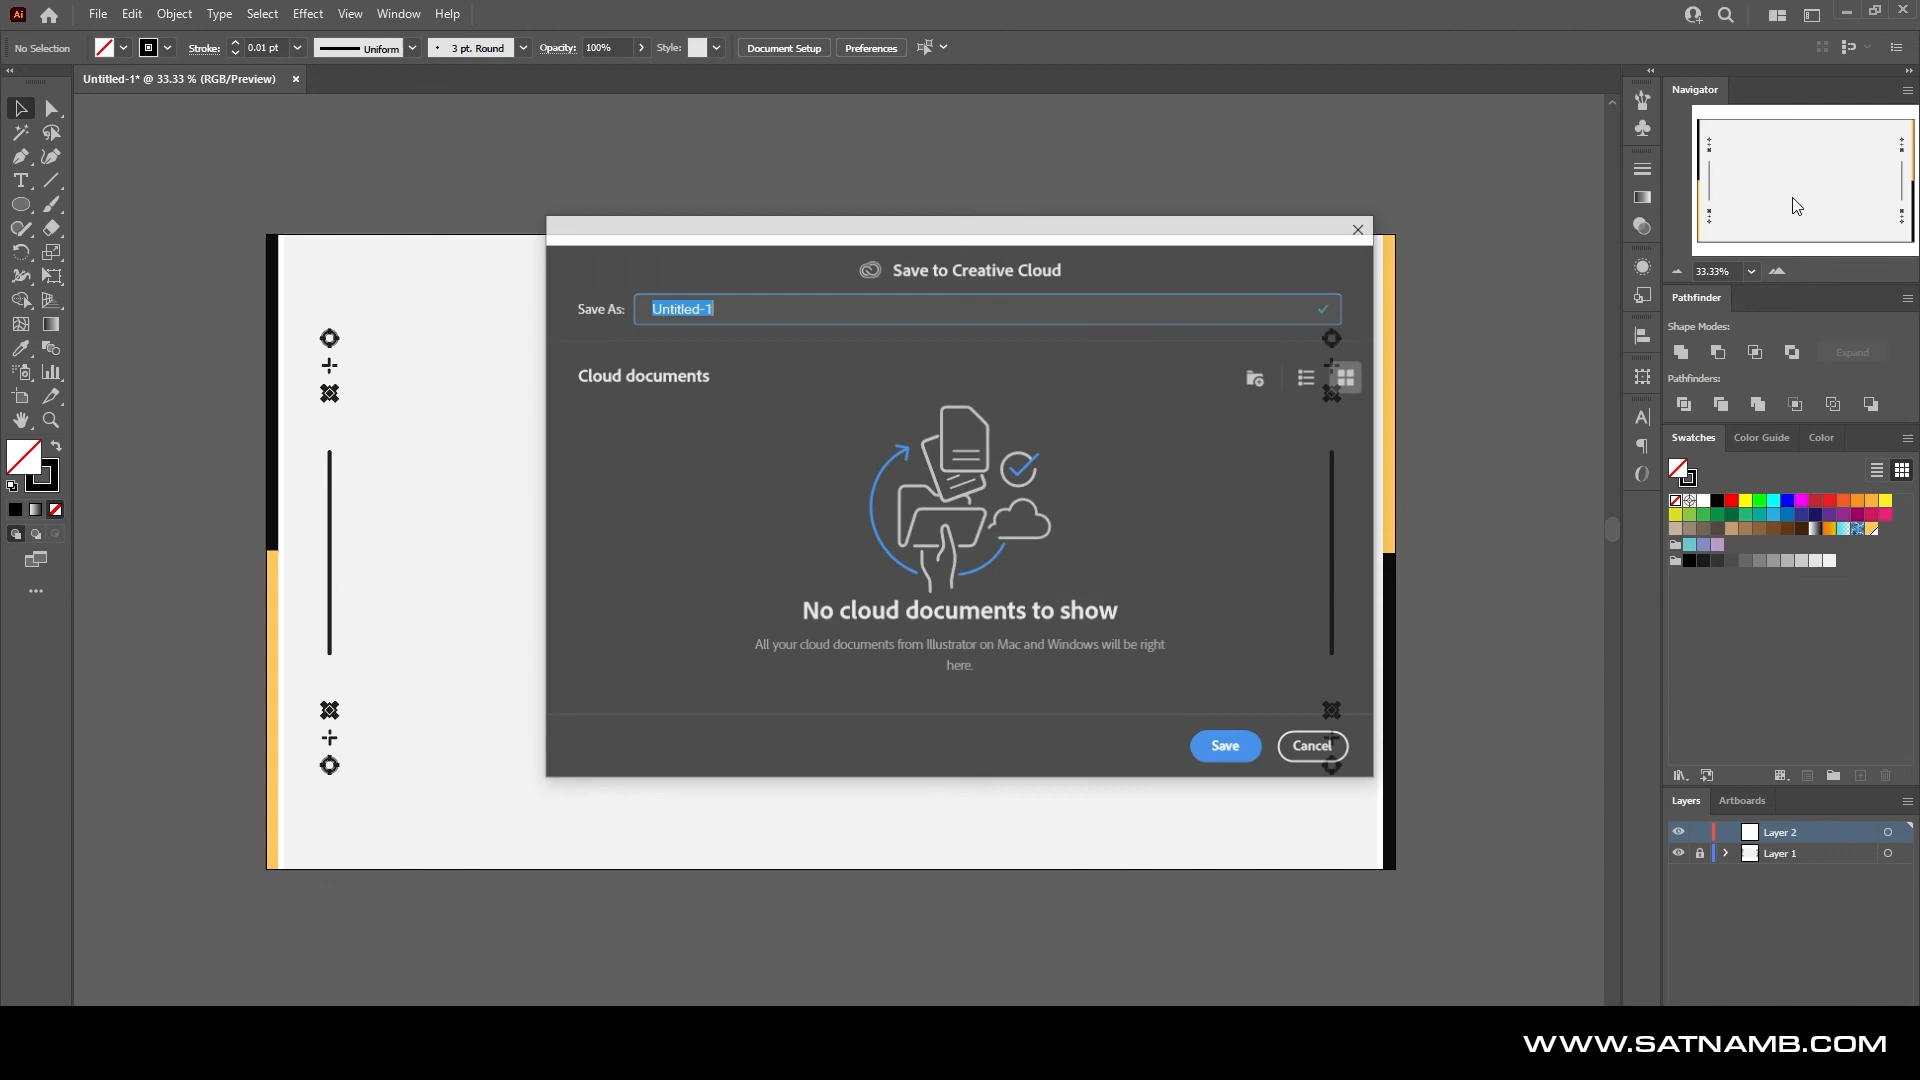 Ai
File Edit Object Type Select Effect View Window Help
No Selection Stroke: 0.01 pt Uniform 3 pt. Round Opacity: 100% Style: Document Setup Preferences
Untitled-1* @ 33.33 % (RGB/Preview)
Navigator
33.33%
Pathfinder
Shape Modes:
Expand
Pathfinders:
Swatches Color Guide Color
Layers Artboards
Layer 2
Layer 1
Save to Creative Cloud
Save As: Untitled-1
Cloud documents
No cloud documents to show
All your cloud documents from Illustrator on Mac and Windows will be right
here.
Save Cancel
WWW.SATNAMB.COM